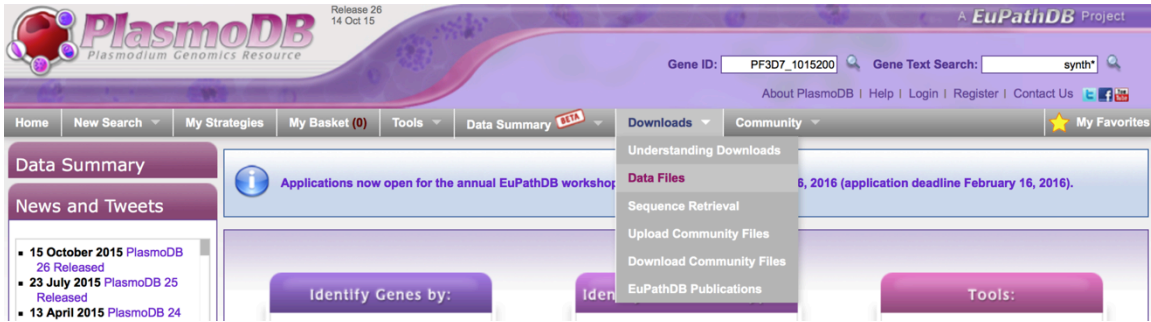 PlasmoDB
Plasmodium Genomics Resource
Release 26
14 Oct 15
A EuPathDB Project
Gene ID: PF3D7_1015200 Gene Text Search: synth*
About PlasmoDB | Help | Login | Register | Contact Us
Home New Search My Strategies My Basket (0) Tools Data Summary BETA Downloads Community My Favorites
Understanding Downloads
Data Files
Sequence Retrieval
Upload Community Files
Download Community Files
EuPathDB Publications
Data Summary
News and Tweets
15 October 2015 PlasmoDB
26 Released
23 July 2015 PlasmoDB 25
Released
13 April 2015 PlasmoDB 24
Applications now open for the annual EuPathDB workshop 6, 2016 (application deadline February 16, 2016).
Identify Genes by:
Iden
Tools: